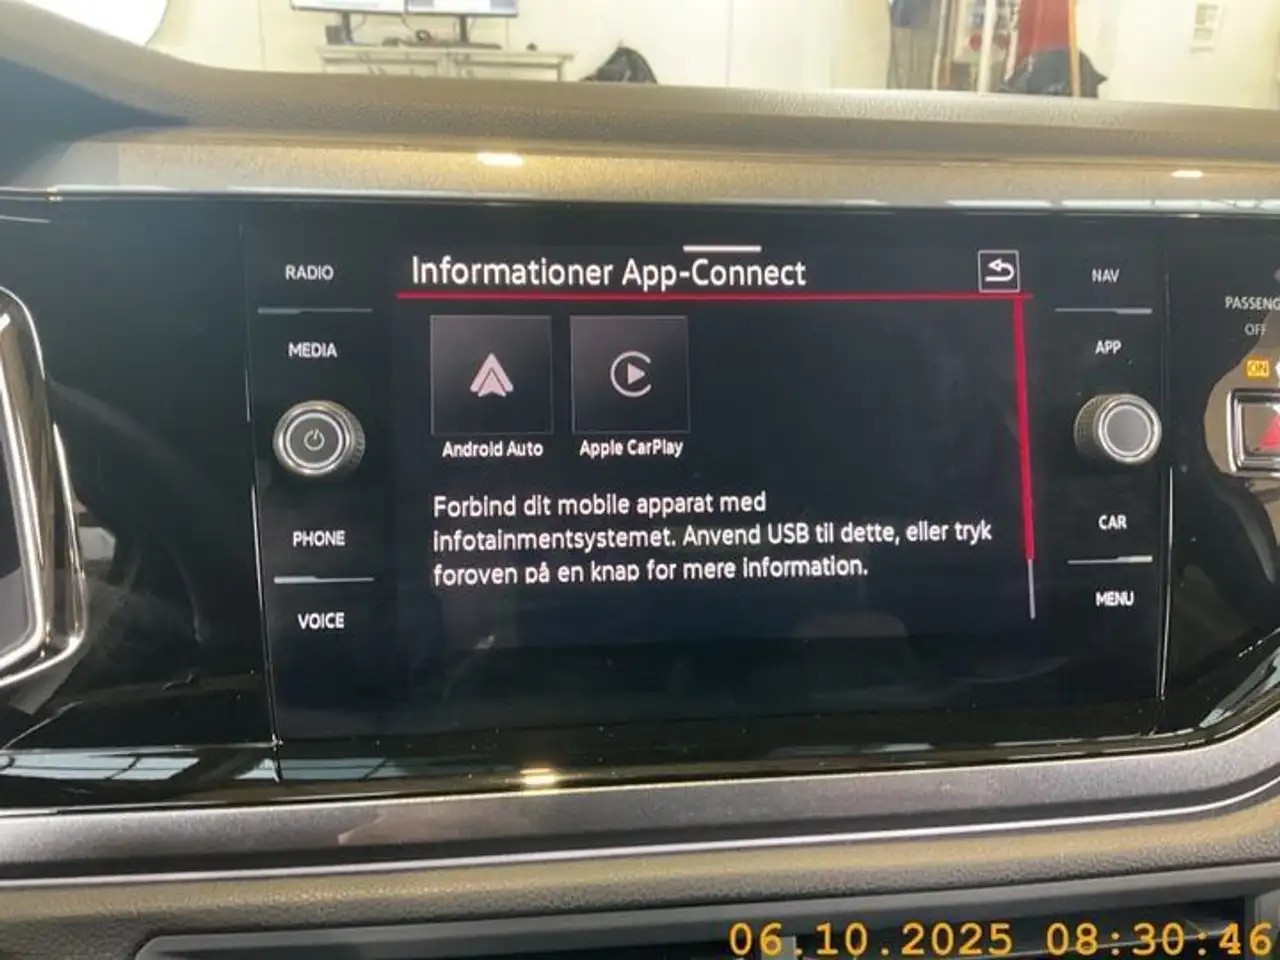 RADIO
MEDIA
PHONE
VOICE
Informationer App-Connect
Android Auto
Apple CarPlay
Forbind dit mobile apparat med
infotainmentsystemet. Anvend USB til dette, eller tryk
foroven på en knap for mere information.
NAV
APP
CAR
MENU
PASSENG
OFF
ON
06.10.2025 08:30:46